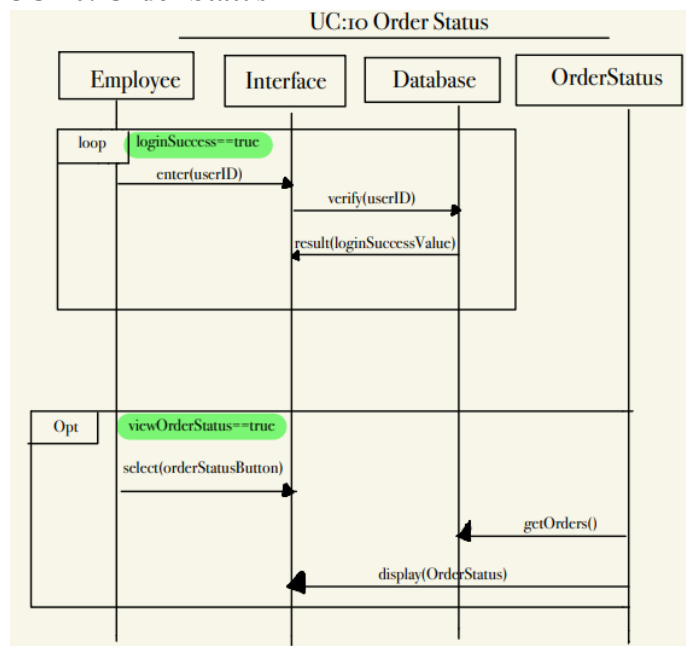 UC:10 Order Status
Employee
Interface
Database
OrderStatus
loop
loginSuccess==true
enter(userID)
verify(userID)
result(loginSuccessValue)
Opt
viewOrderStatus==true
select(orderStatusButton)
getOrders()
display(OrderStatus)